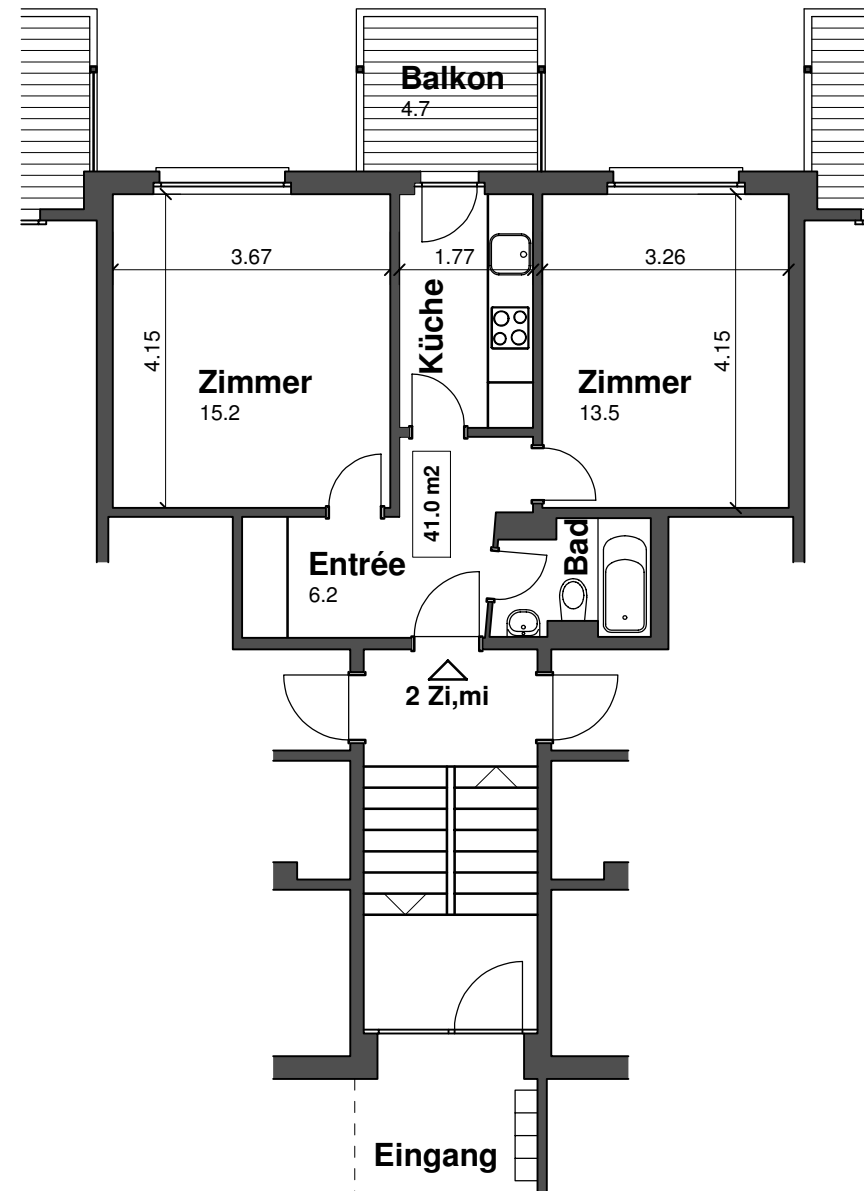 Balkon
4.7
3.67
1.77
3.26
4.15
Küche
4.15
Zimmer
15.2
Zimmer
13.5
41.0 m2
Entrée
6.2
Bad
2 Zi,mi
Eingang